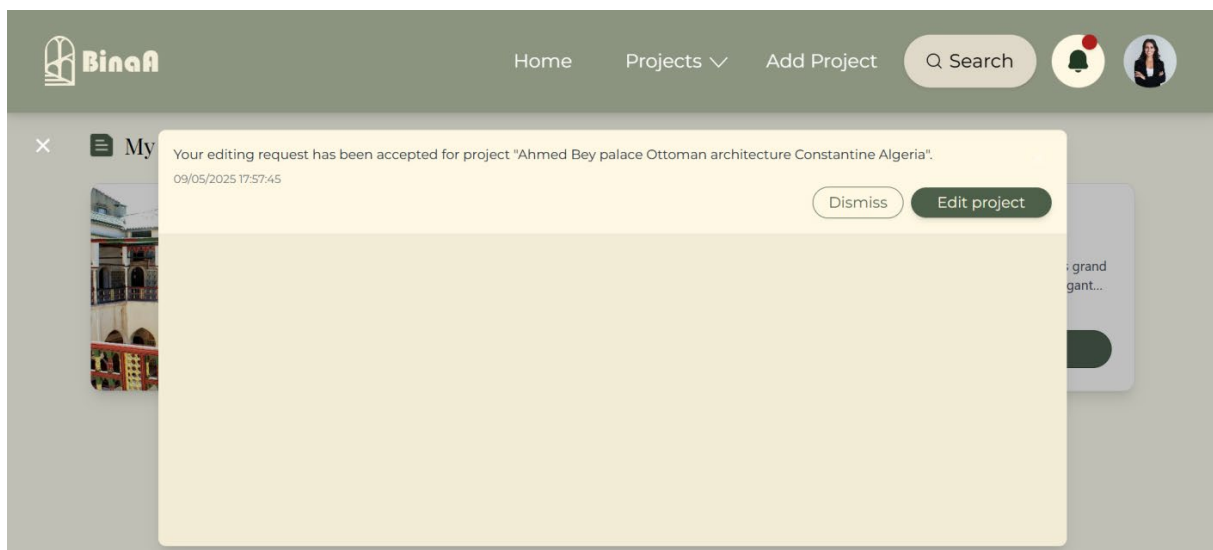 BinaA
Home Projects Add Project Search
My
Your editing request has been accepted for project "Ahmed Bey palace Ottoman architecture Constantine Algeria".
09/05/2025 17:57:45
Dismiss Edit project
grand
gant...